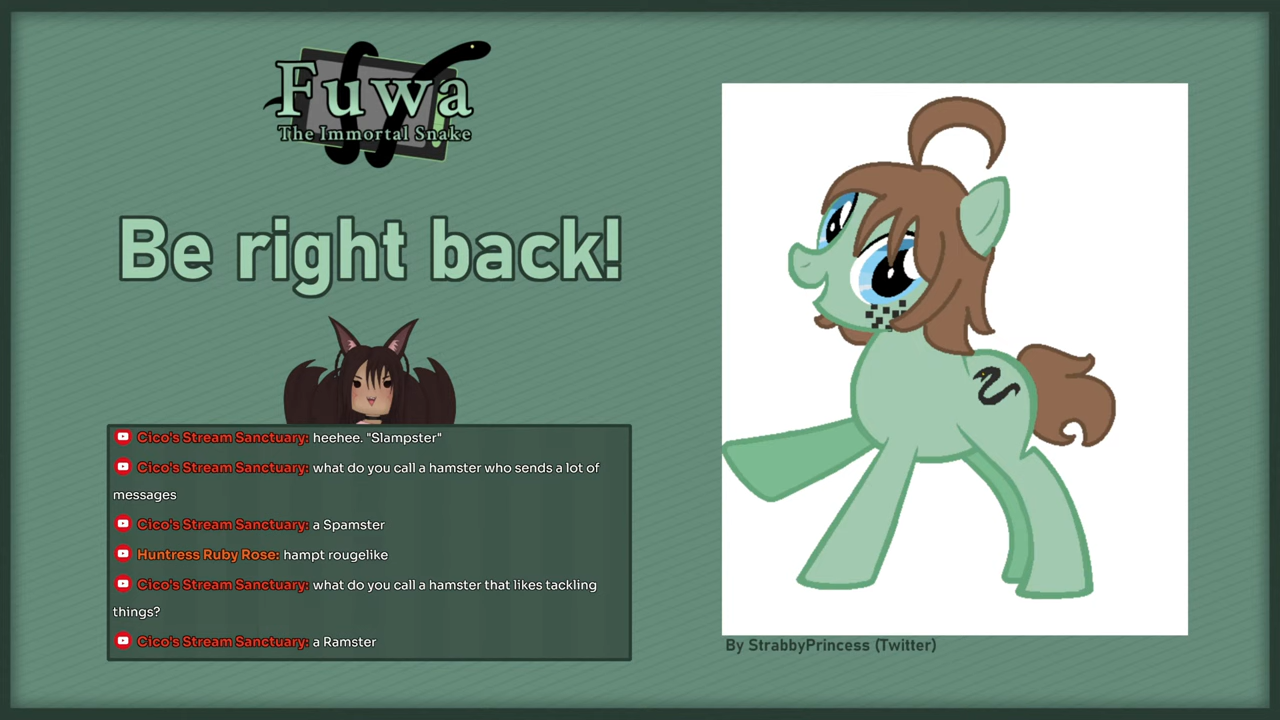 Fuwa
The Immortal Snake
Be right back!
Cico's Stream Sanctuary: heehee. "Slampster"
Cico's Stream Sanctuary: what do you call a hamster who sends a lot of
messages
Cico's Stream Sanctuary: a Spamster
Huntress Ruby Rose: hampt rougelike
Cico's Stream Sanctuary: what do you call a hamster that likes tackling
things?
Cico's Stream Sanctuary: a Ramster
By StrabbyPrincess (Twitter)